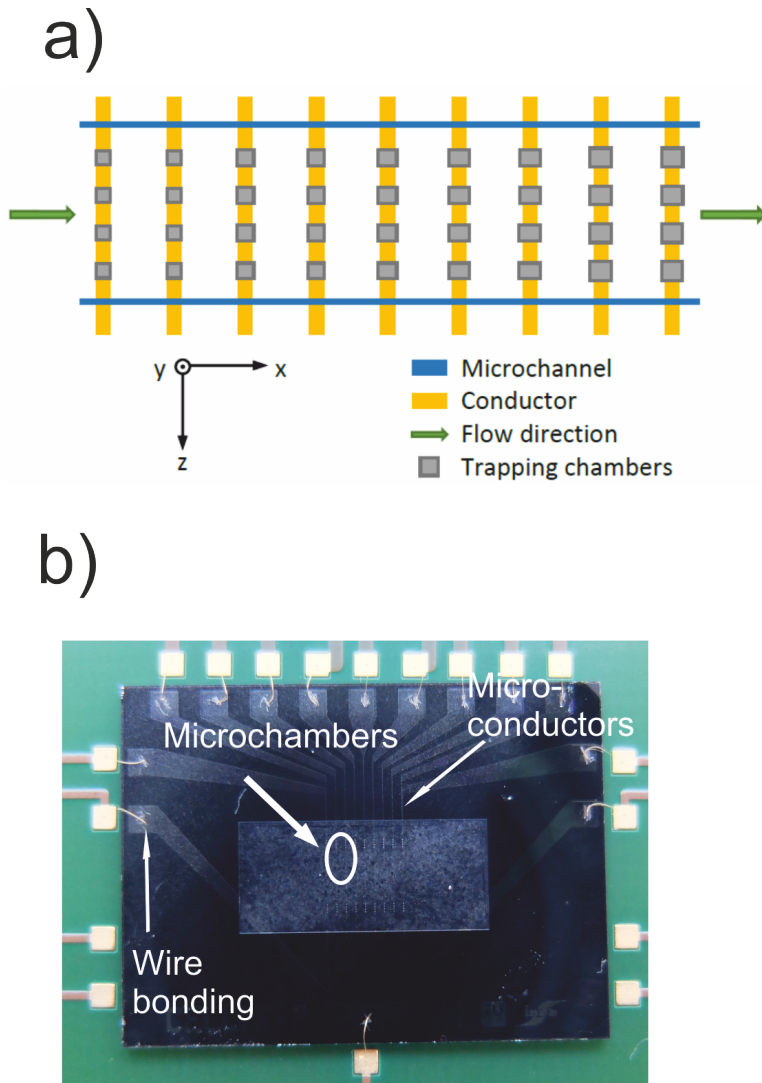 a)
y
x
z
Microchannel
Conductor
Flow direction
Trapping chambers
b)
Micro-
conductors
Microchambers
Wire
bonding